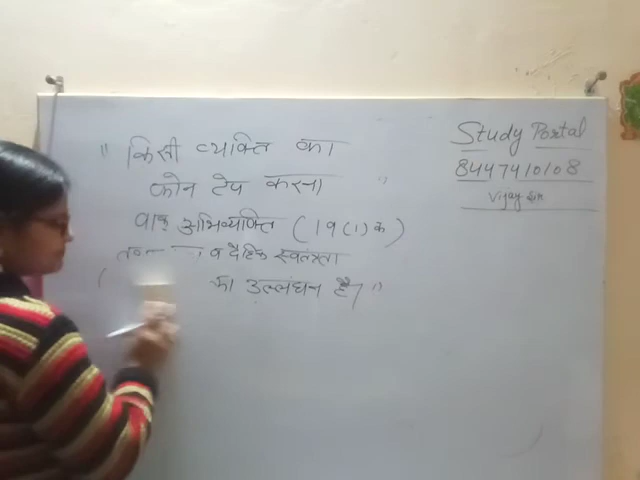 " किसी व्यक्ति का
फोन टेप करना
वाक् अभिव्यक्ति ( 19 (1) क )
व दैहिक स्वतंत्रता
( का उल्लंघन है। "
Study Portal
8447410108
Vijay Sir